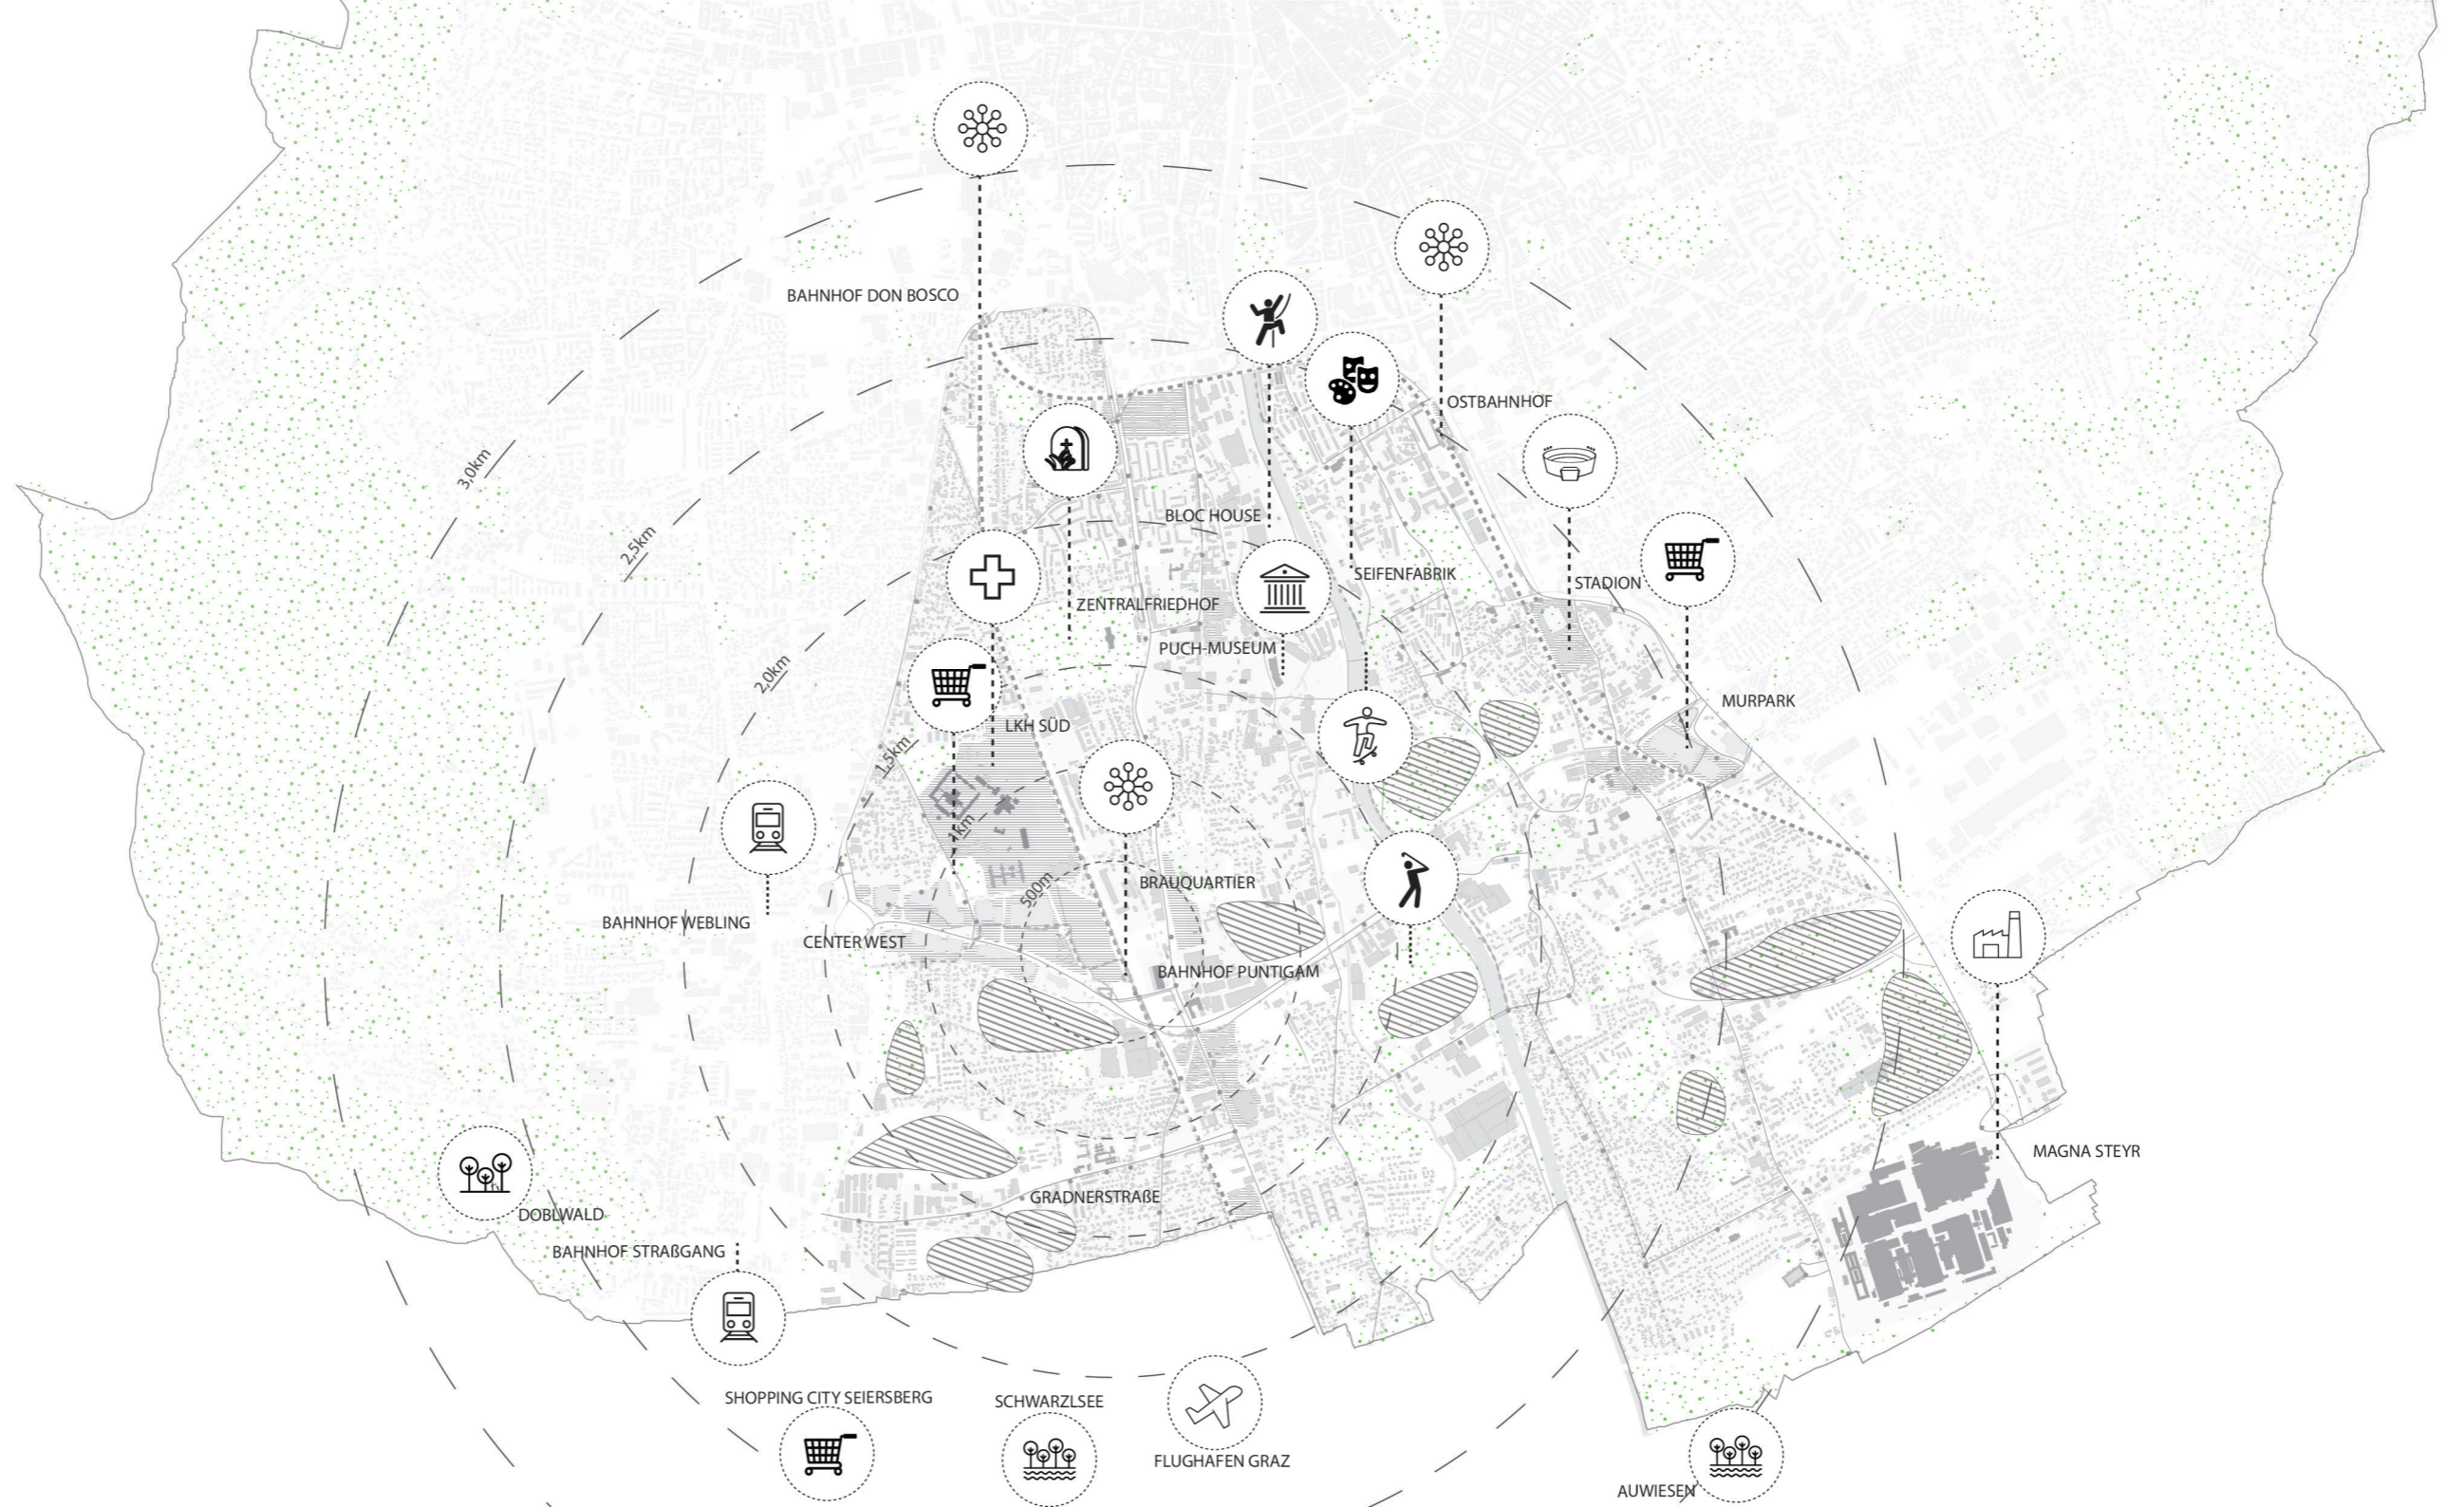 BAHNHOF DON BOSCO
OSTBAHNHOF
3,0km
BLOC HOUSE
2,5km
SEIFENFABRIK
STADION
ZENTRALFRIEDHOF
PUCH-MUSEUM
2,0km
MURPARK
LKH SÜD
1,5km
1km
BRAUQUARTIER
500m
BAHNHOF WEBLING
CENTER WEST
BAHNHOF PUNTIGAM
MAGNA STEYR
GRADNERSTRAßE
DOBLWALD
BAHNHOF STRAßGANG
SHOPPING CITY SEIERSBERG
SCHWARZLSEE
FLUGHAFEN GRAZ
AUWIESEN